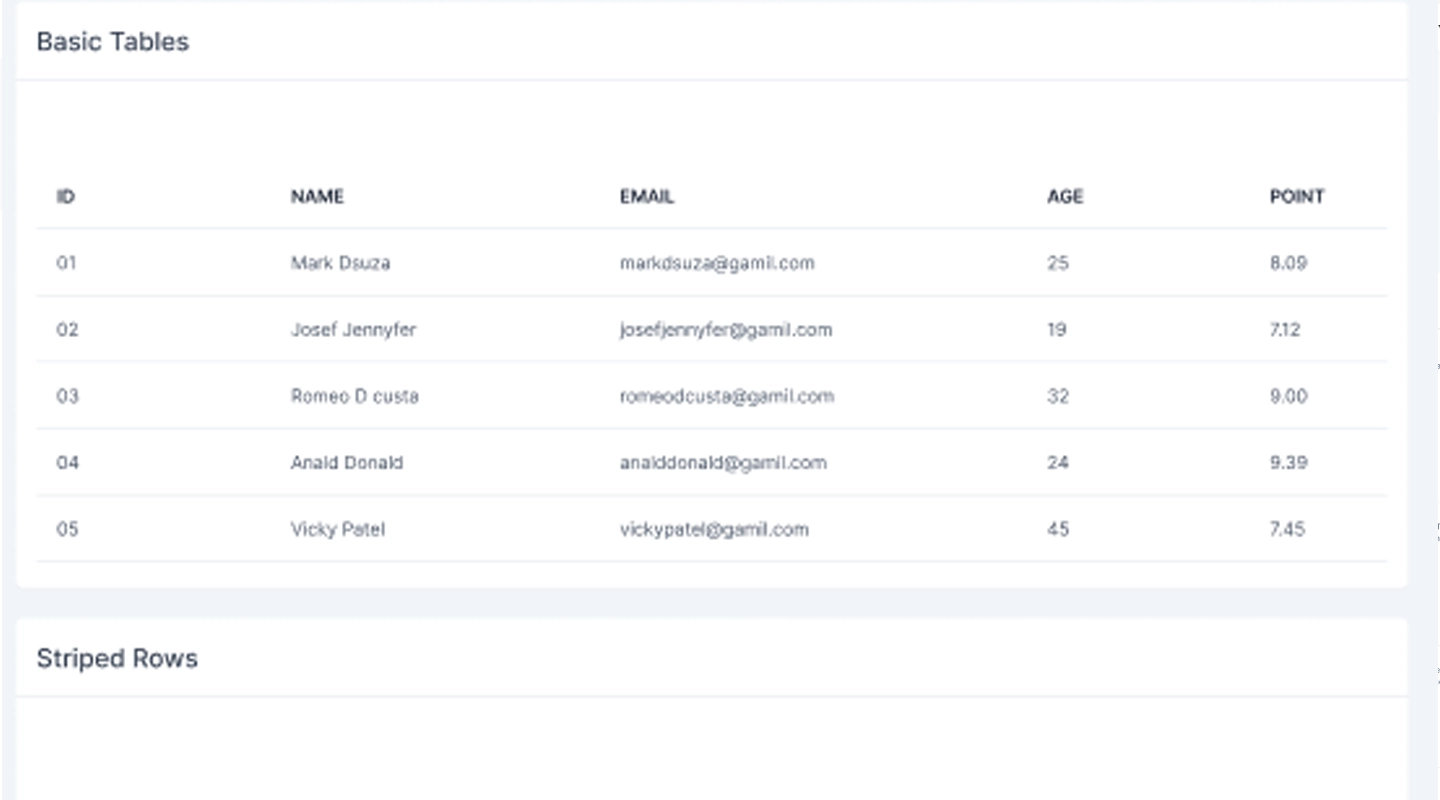 Basic Tables
ID NAME EMAIL AGE POINT
01 Mark Dsuza markdsuza@gamil.com 25 8.09
02 Josef Jennyfer josefjennyfer@gamil.com 19 7.12
03 Romeo D custa romeodcusta@gamil.com 32 9.00
04 Anald Donald analddonald@gamil.com 24 9.39
05 Vicky Patel vickypatel@gamil.com 45 7.45
Striped Rows